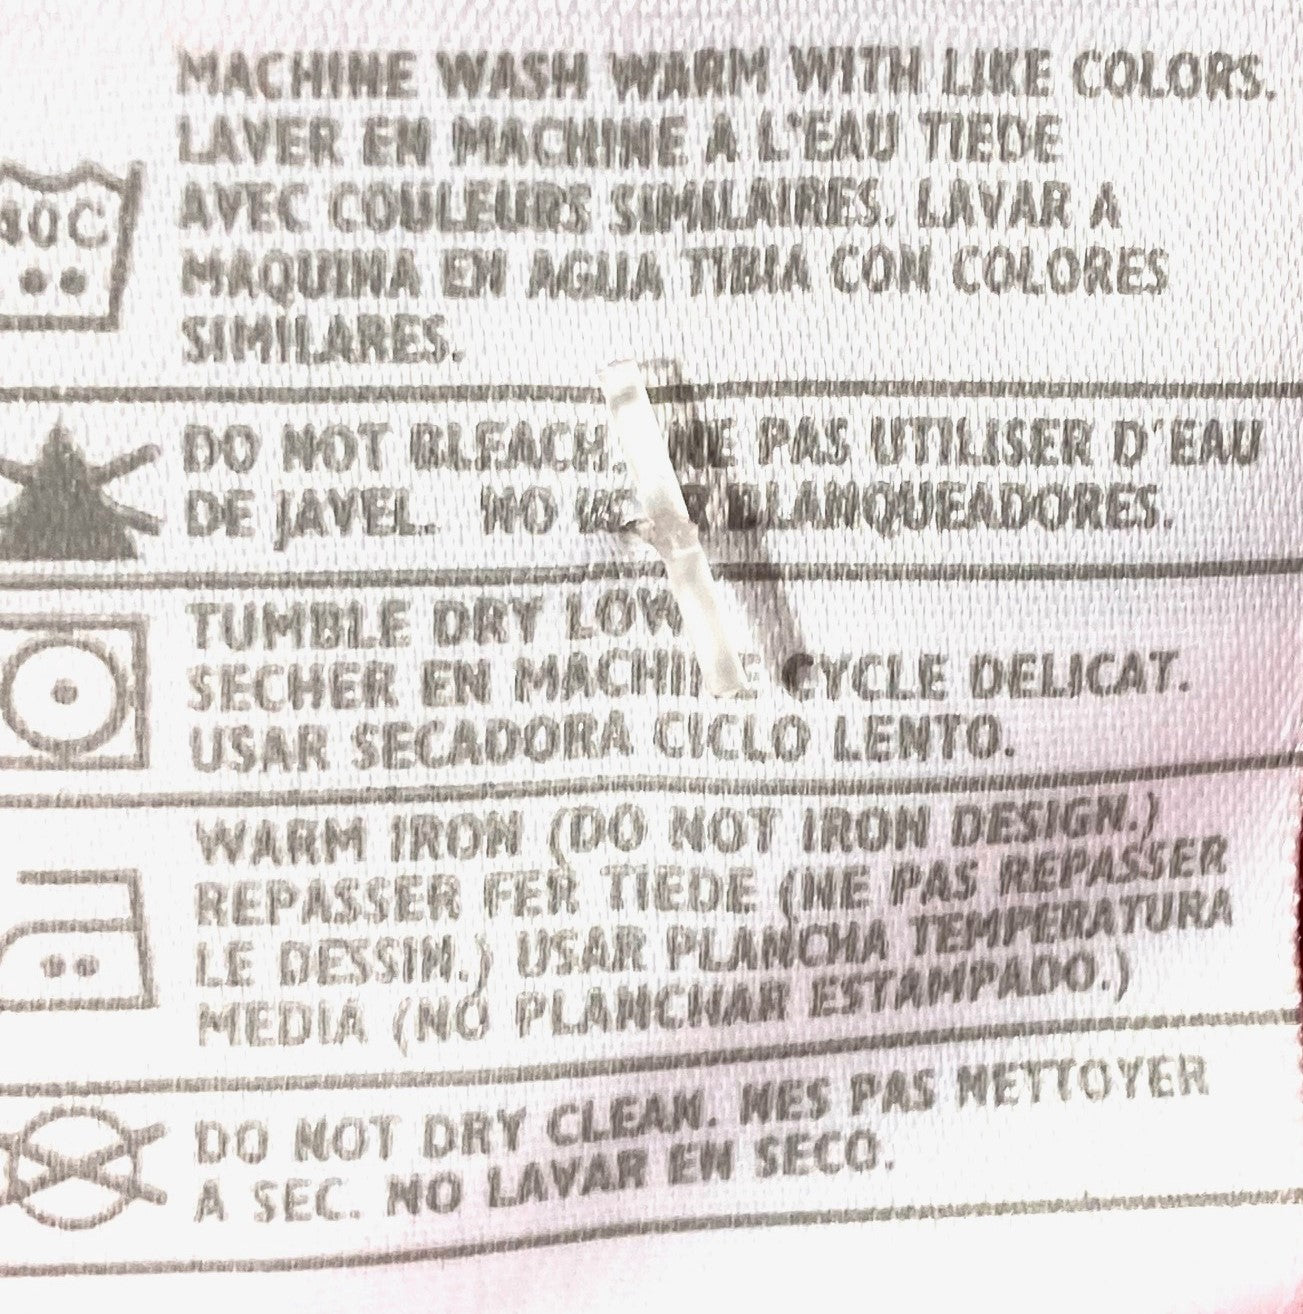 MACHINE WASH WARM WITH LIKE COLORS.
LAVER EN MACHINE A L'EAU TIEDE
AVEC COULEURS SIMILAIRES. LAVAR A
40C
MAQUINA EN AGUA TIBIA CON COLORES
SIMILARES.
DO NOT BLEACH. NE PAS UTILISER D'EAU
DE JAVEL. NO BLANQUEADORES.
TUMBLE DRY LOW
SECHER EN MACHINE CYCLE DELICAT.
USAR SECADORA CICLO LENTO.
WARM IRON (DO NOT IRON DESIGN.)
REPASSER FER TIEDE (NE PAS REPASSER
LE DESSIN.) USAR PLANCHA TEMPERATURA
MEDIA (NO PLANCHAR ESTAMPADO.)
DO NOT DRY CLEAN. NES PAS NETTOYER
A SEC. NO LAVAR EN SECO.